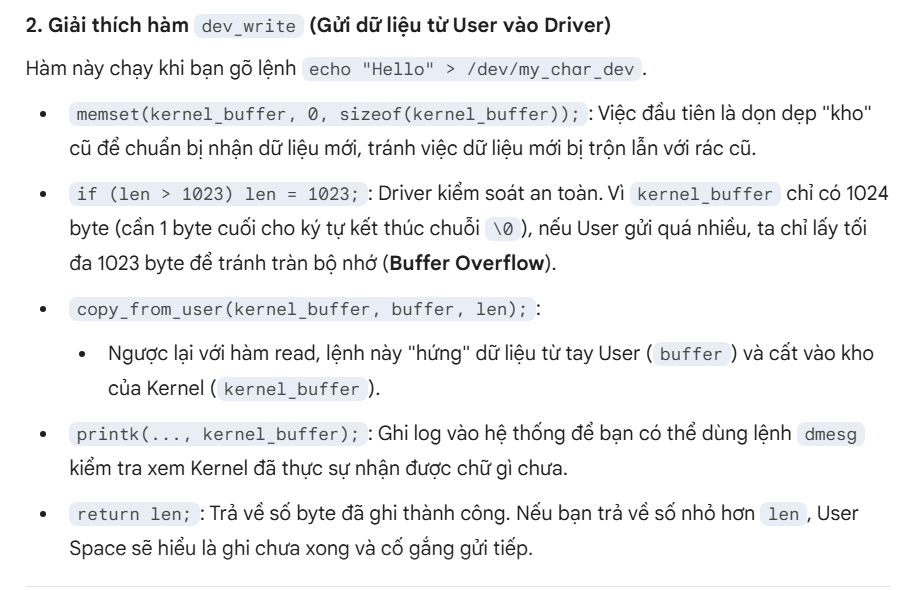 2. Giải thích hàm dev_write (Gửi dữ liệu từ User vào Driver)
Hàm này chạy khi bạn gõ lệnh echo "Hello" > /dev/my_char_dev .
• memset(kernel_buffer, 0, sizeof(kernel_buffer)); : Việc đầu tiên là dọn dẹp "kho"
cũ để chuẩn bị nhận dữ liệu mới, tránh việc dữ liệu mới bị trộn lẫn với rác cũ.
• if (len > 1023) len = 1023; : Driver kiểm soát an toàn. Vì kernel_buffer chỉ có 1024
byte (cần 1 byte cuối cho ký tự kết thúc chuỗi \0 ), nếu User gửi quá nhiều, ta chỉ lấy tối
đa 1023 byte để tránh tràn bộ nhớ (Buffer Overflow).
• copy_from_user(kernel_buffer, buffer, len); :
• Ngược lại với hàm read, lệnh này "hứng" dữ liệu từ tay User ( buffer ) và cất vào kho
của Kernel ( kernel_buffer ).
• printk(..., kernel_buffer); : Ghi log vào hệ thống để bạn có thể dùng lệnh dmesg
kiểm tra xem Kernel đã thực sự nhận được chữ gì chưa.
• return len; : Trả về số byte đã ghi thành công. Nếu bạn trả về số nhỏ hơn len , User
Space sẽ hiểu là ghi chưa xong và cố gắng gửi tiếp.